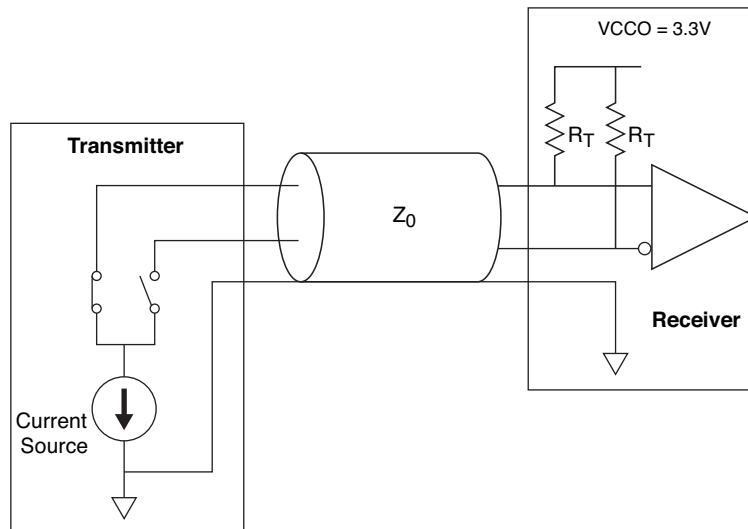 VCCO = 3.3V
Transmitter
R_T
R_T
Z_0
Receiver
Current
Source